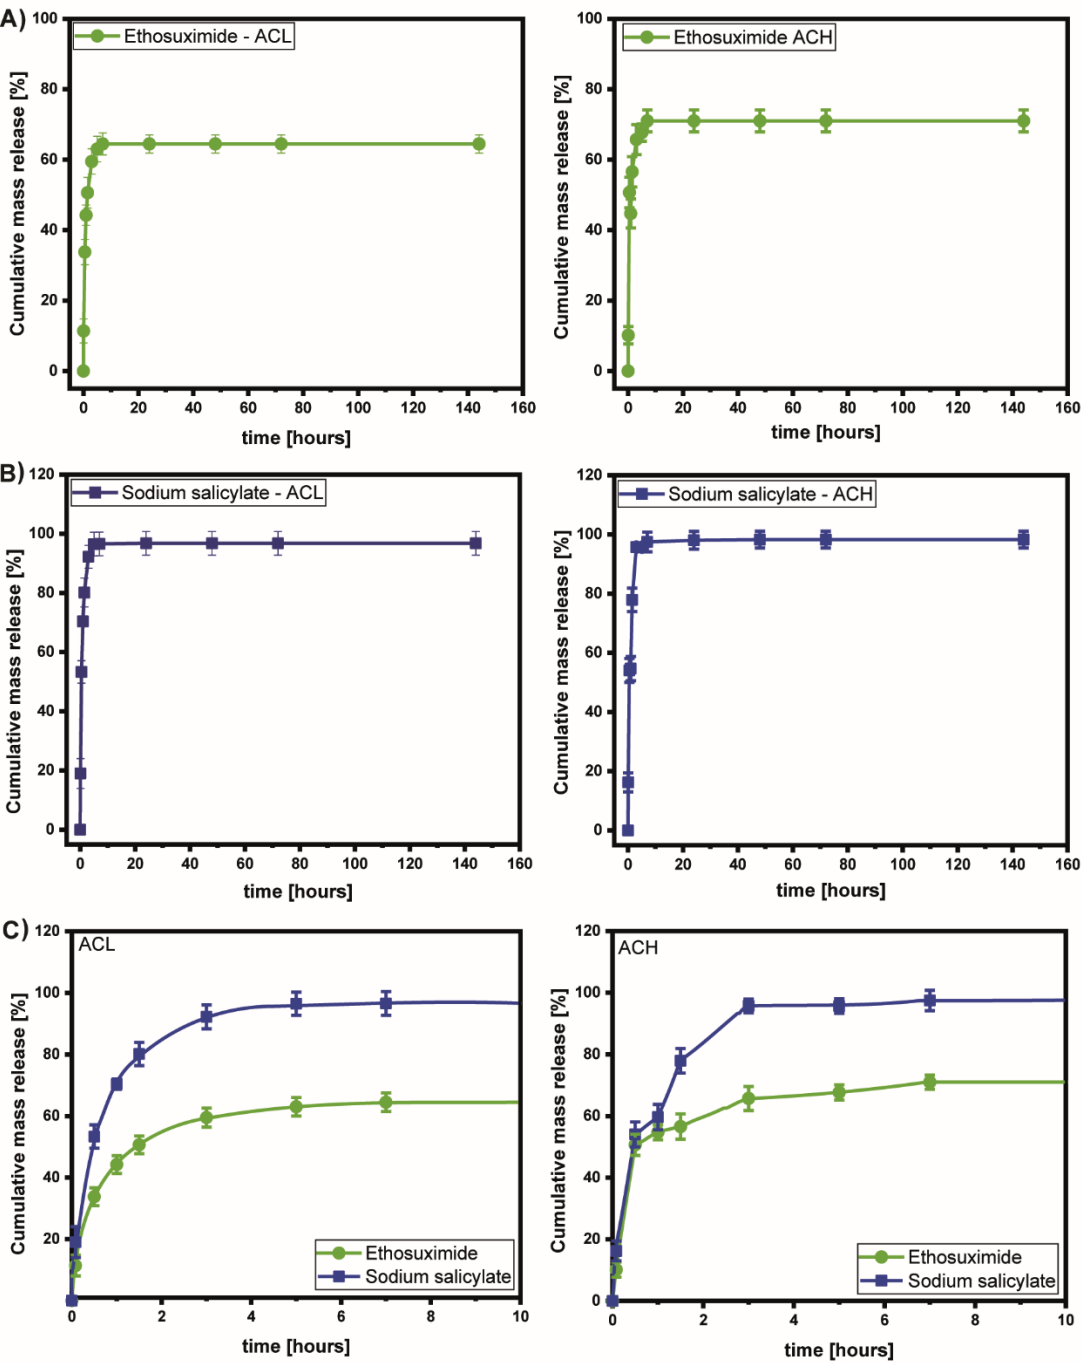 A)
Ethosuximide - ACL
Cumulative mass release [%]
100
80
60
40
20
0
0 20 40 60 80 100 120 140 160
time [hours]
Ethosuximide ACH
Cumulative mass release [%]
100
80
60
40
20
0
0 20 40 60 80 100 120 140 160
time [hours]
B)
Sodium salicylate - ACL
Cumulative mass release [%]
120
100
80
60
40
20
0
0 20 40 60 80 100 120 140 160
time [hours]
Sodium salicylate - ACH
Cumulative mass release [%]
120
100
80
60
40
20
0
0 20 40 60 80 100 120 140 160
time [hours]
C)
ACL
Cumulative mass release [%]
120
100
80
60
40
20
Ethosuximide
Sodium salicylate
2 4 6 8 10
time [hours]
ACH
Cumulative mass release [%]
120
100
80
60
40
20
0
Ethosuximide
Sodium salicylate
0 2 4 6 8 10
time [hours]